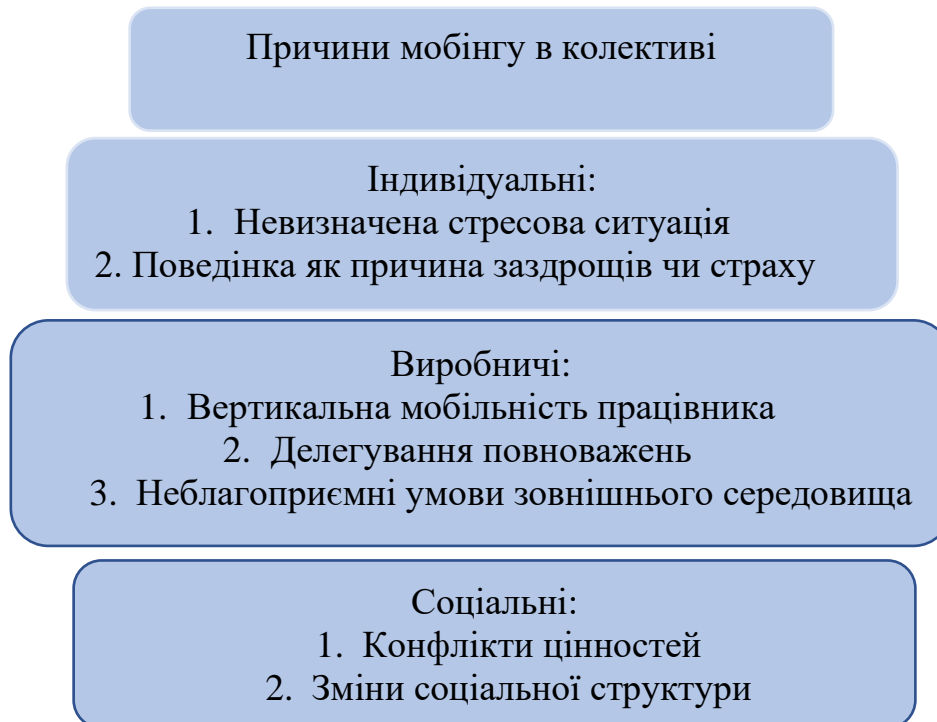 Причини мобінгу в колективі
Індивідуальні:
1. Невизначена стресова ситуація
2. Поведінка як причина заздрощів чи страху
Виробничі:
1. Вертикальна мобільність працівника
2. Делегування повноважень
3. Неблагоприємні умови зовнішнього середовища
Соціальні:
1. Конфлікти цінностей
2. Зміни соціальної структури